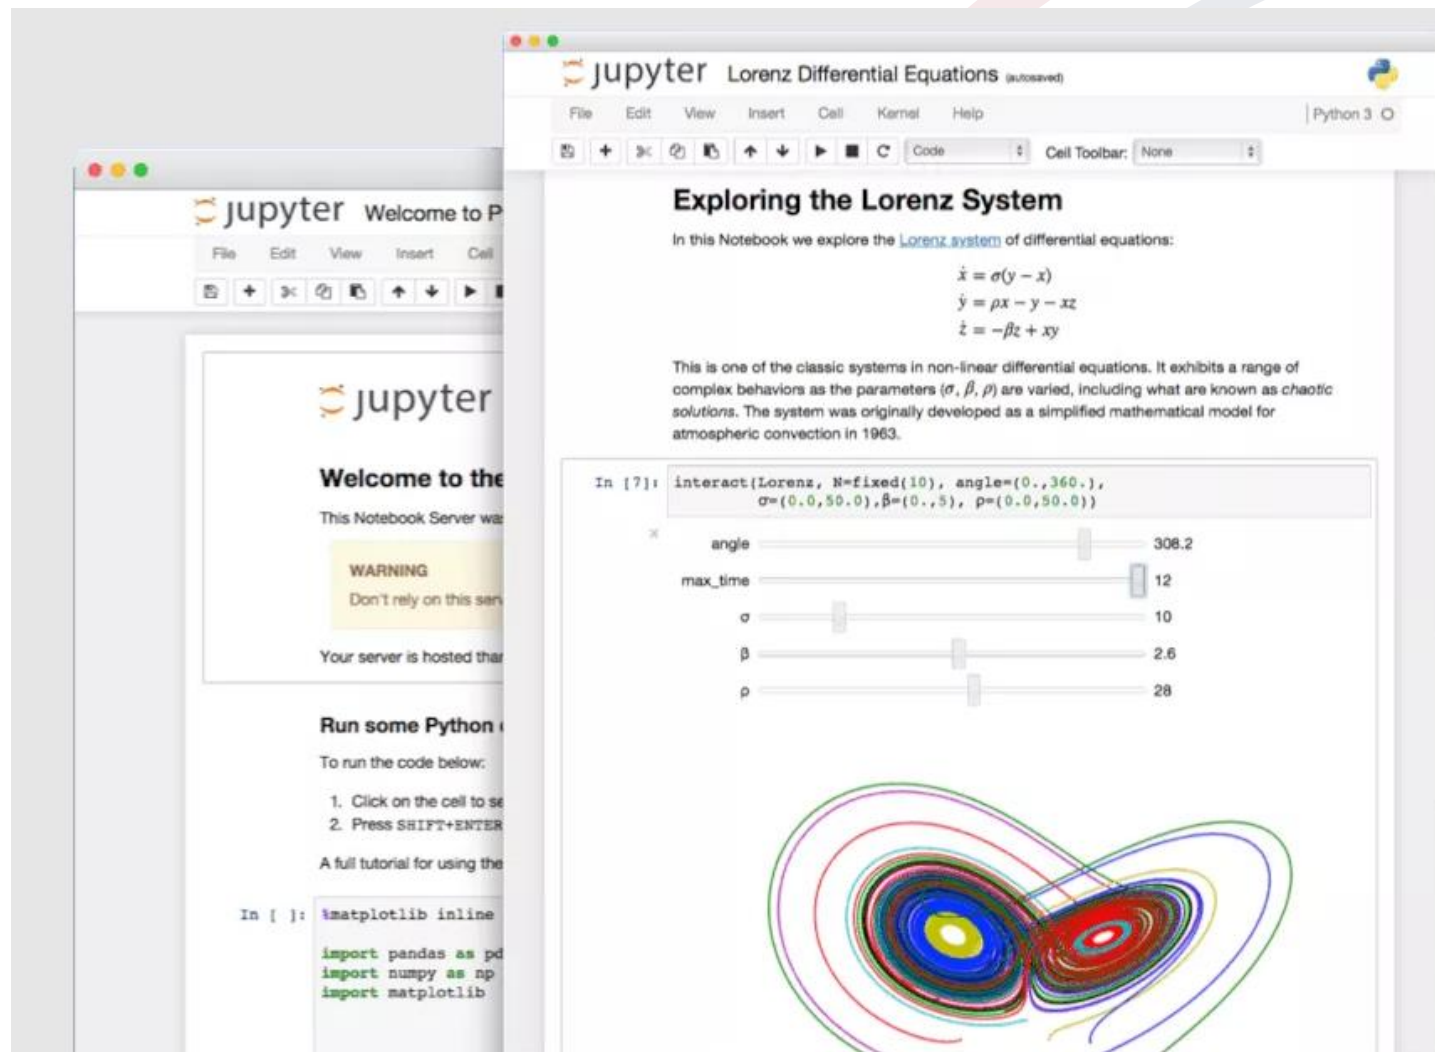 jupyter Lorenz Differential Equations (autosaved)
File Edit View Insert Cell Kernel Help Python 3
Code Cell Toolbar: None
Exploring the Lorenz System
In this Notebook we explore the Lorenz system of differential equations:
ẋ = σ(y − x)
ẏ = ρx − y − xz
ż = −βz + xy
This is one of the classic systems in non-linear differential equations. It exhibits a range of
complex behaviors as the parameters (σ, β, ρ) are varied, including what are known as chaotic
solutions. The system was originally developed as a simplified mathematical model for
atmospheric convection in 1963.
In [7]: interact(Lorenz, N=fixed(10), angle=(0.,360.),
σ=(0.0,50.0),β=(0.,5), ρ=(0.0,50.0))
angle 308.2
max_time 12
σ 10
β 2.6
ρ 28
jupyter Welcome to P
File Edit View Insert Cell
jupyter
Welcome to the
This Notebook Server was
WARNING
Don't rely on this serv
Your server is hosted than
Run some Python
To run the code below:
1. Click on the cell to se
2. Press SHIFT+ENTER
A full tutorial for using the
In [ ]: %matplotlib inline
import pandas as pd
import numpy as np
import matplotlib